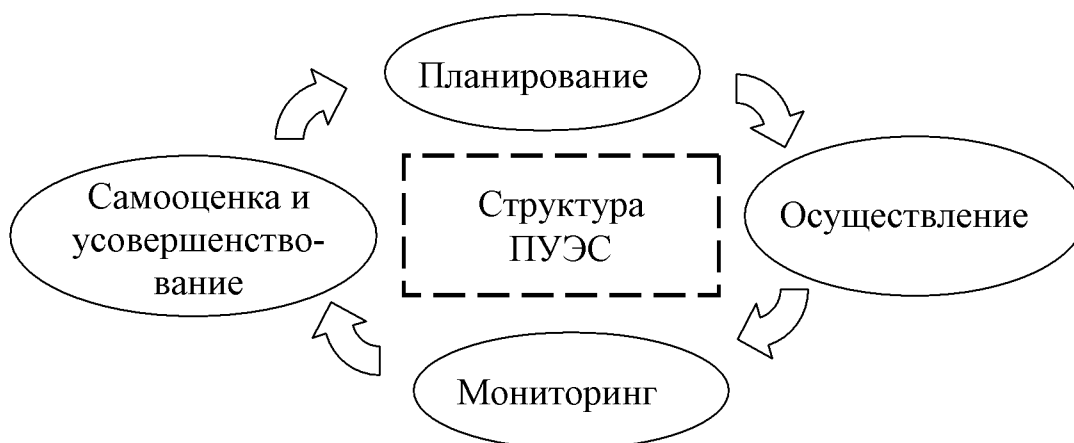 Планирование
Самооценка и
усовершенство-
вание
Структура
ПУЭС
Осуществление
Мониторинг